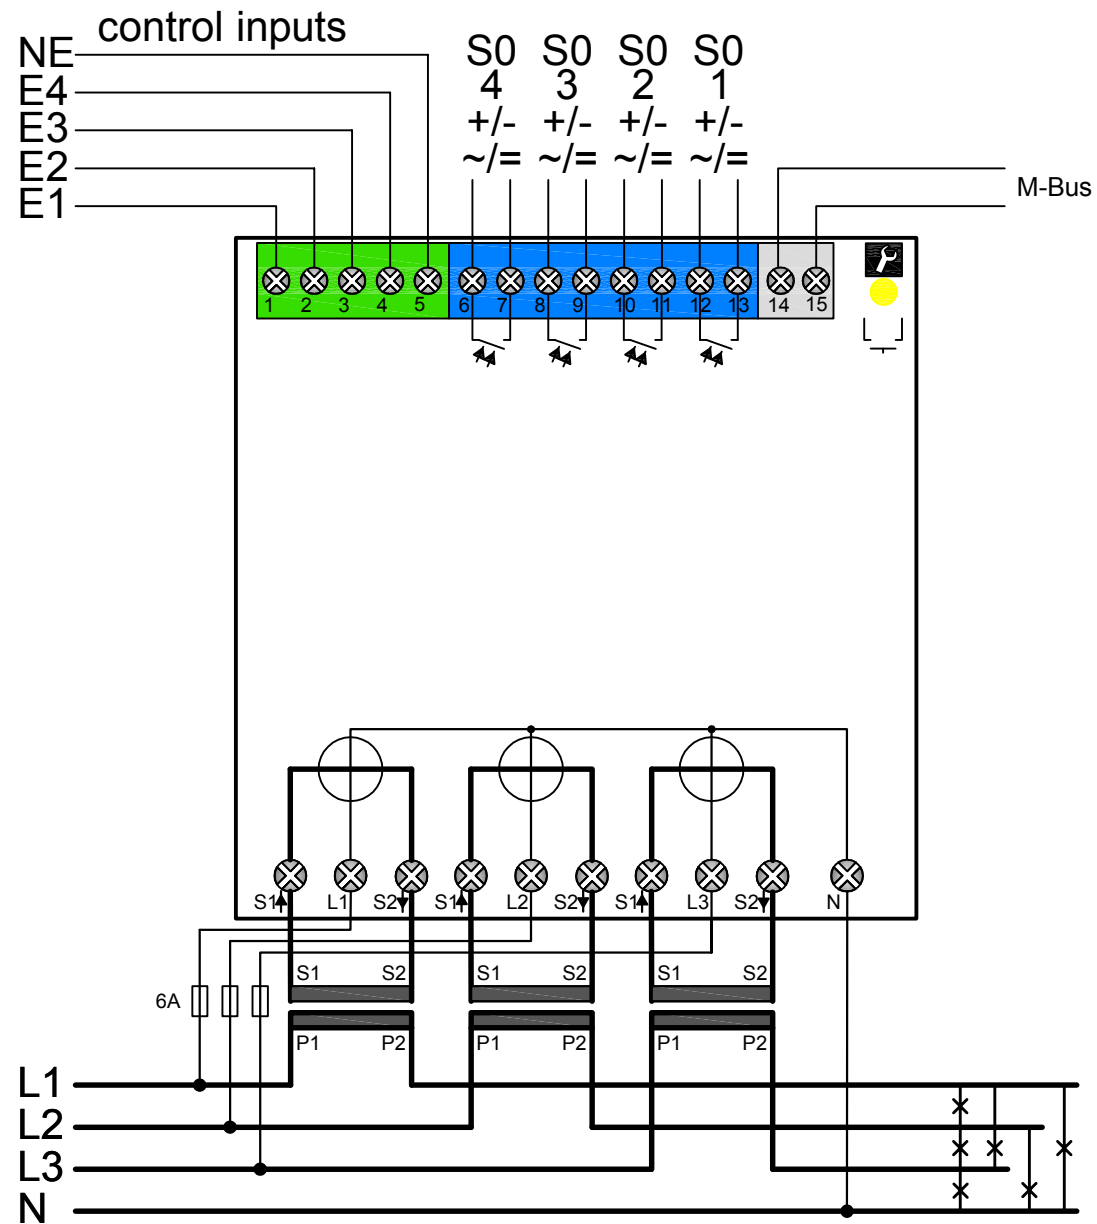 control inputs
NE
E4
E3
E2
E1
S0 S0 S0 S0
4 3 2 1
+/- +/- +/- +/-
~/= ~/= ~/= ~/=
M-Bus
1 2 3 4 5 6 7 8 9 10 11 12 13 14 15
S1 L1 S2 S1 L2 S2 S1 L3 S2 N
S1 S2 S1 S2 S1 S2
6A
P1 P2 P1 P2 P1 P2
L1
L2
L3
N